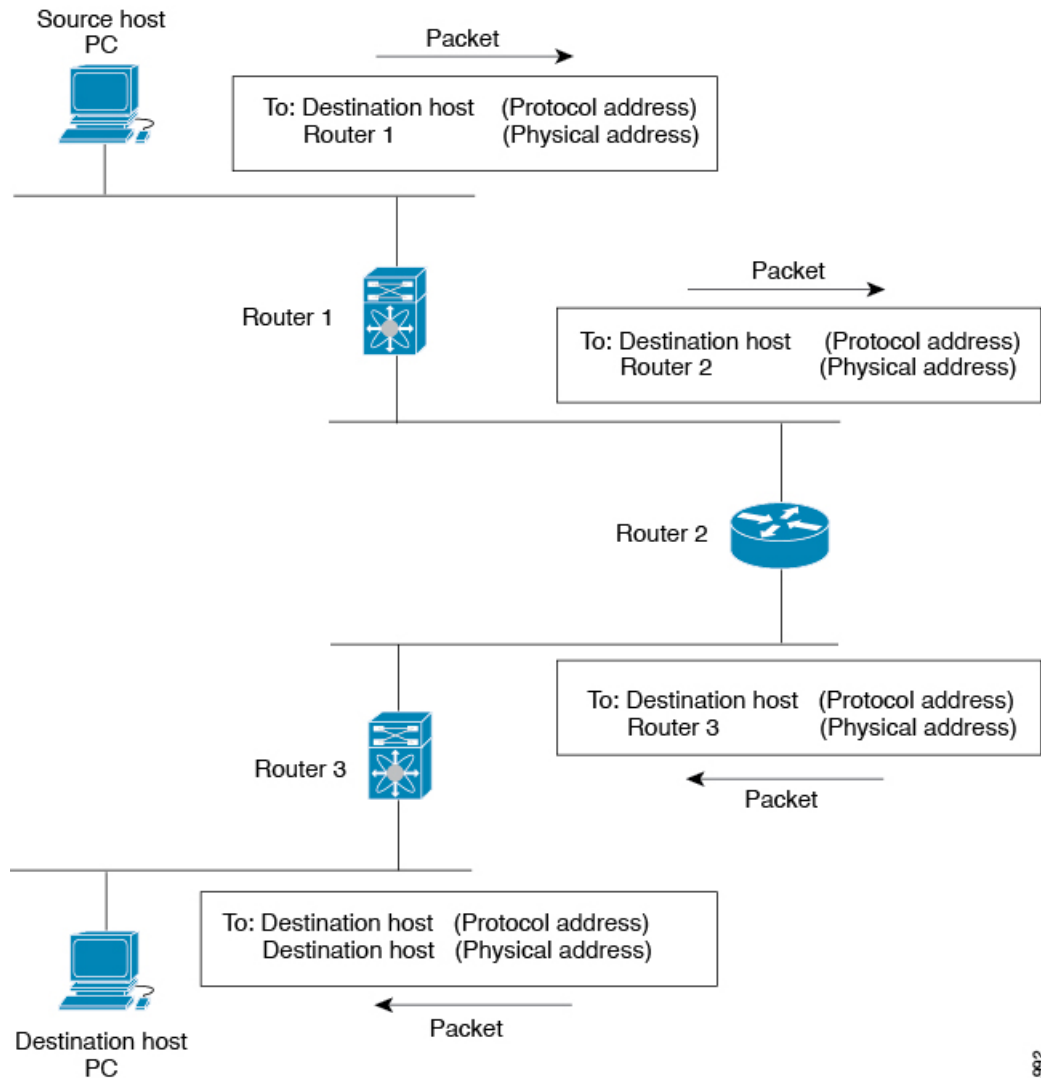 Source host
PC
Packet
To: Destination host (Protocol address)
Router 1 (Physical address)
Router 1
Packet
To: Destination host (Protocol address)
Router 2 (Physical address)
Router 2
To: Destination host (Protocol address)
Router 3 (Physical address)
Router 3
Packet
To: Destination host (Protocol address)
Destination host (Physical address)
Packet
Destination host
PC